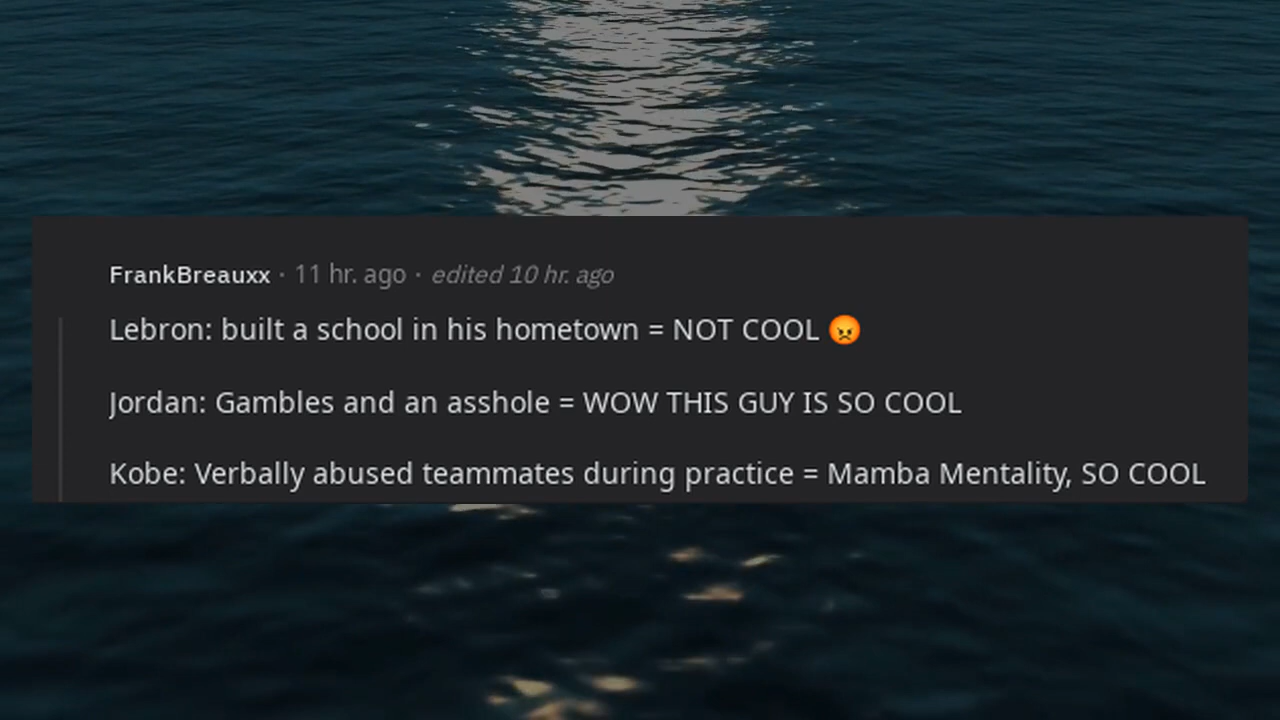 FrankBreauxx · 11 hr. ago · edited 10 hr. ago
Lebron: built a school in his hometown = NOT COOL 😡
Jordan: Gambles and an asshole = WOW THIS GUY IS SO COOL
Kobe: Verbally abused teammates during practice = Mamba Mentality, SO COOL